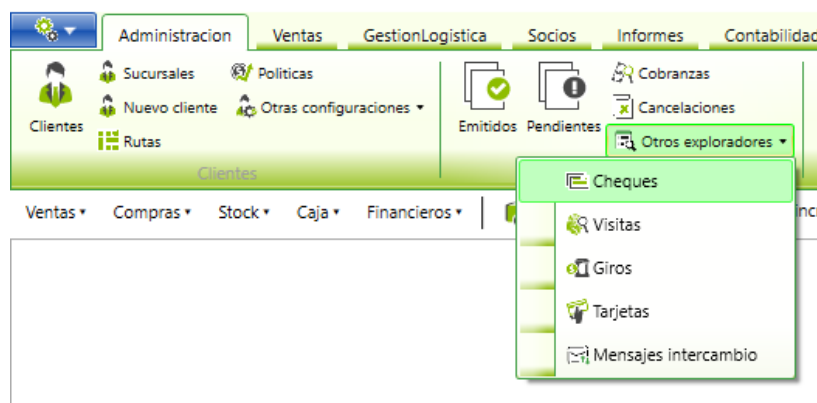 Administracion Ventas GestionLogistica Socios Informes Contabilidad
Sucursales Politicas Cobranzas
Nuevo cliente Otras configuraciones Cancelaciones
Clientes Emitidos Pendientes
Rutas Otros exploradores
Clientes
Cheques
Ventas Compras Stock Caja Financieros
Visitas
Giros
Tarjetas
Mensajes intercambio